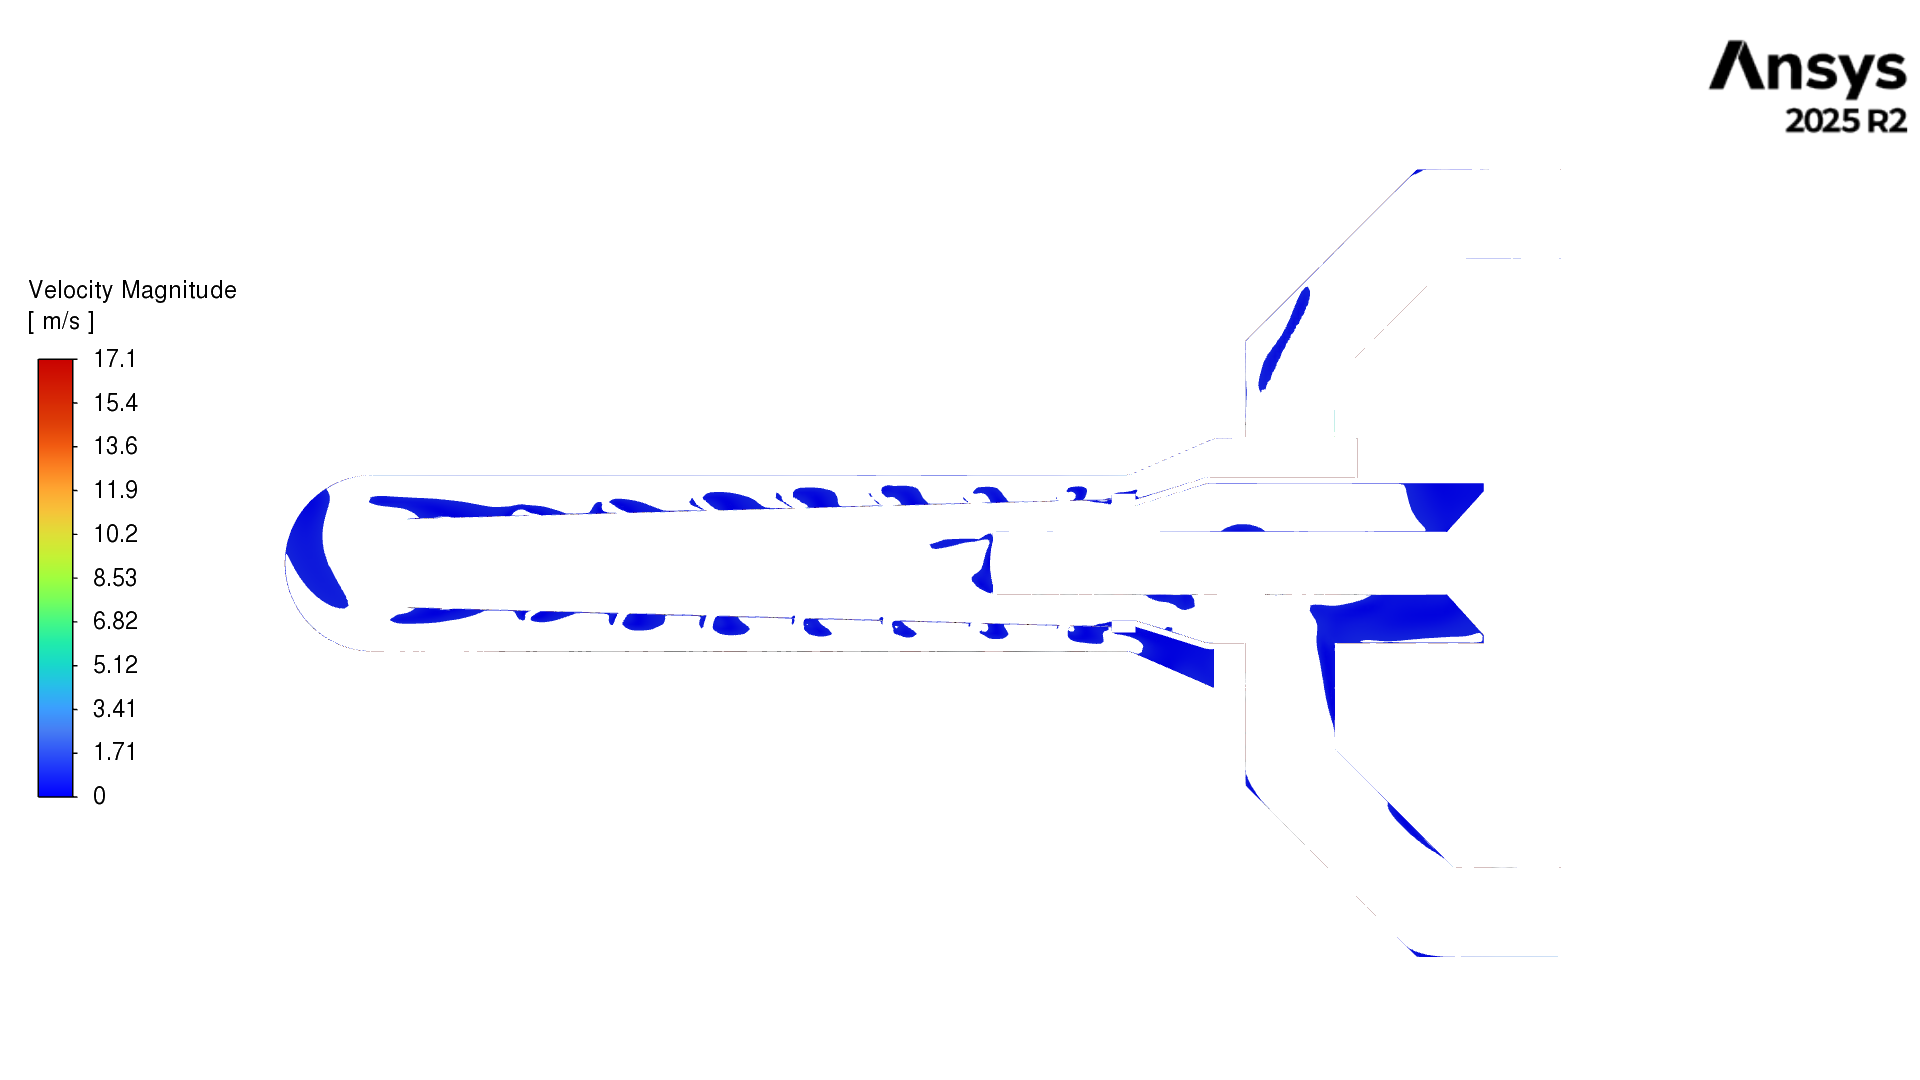 Ansys
2025 R2
Velocity Magnitude
[ m/s ]
17.1
15.4
13.6
11.9
10.2
8.53
6.82
5.12
3.41
1.71
0